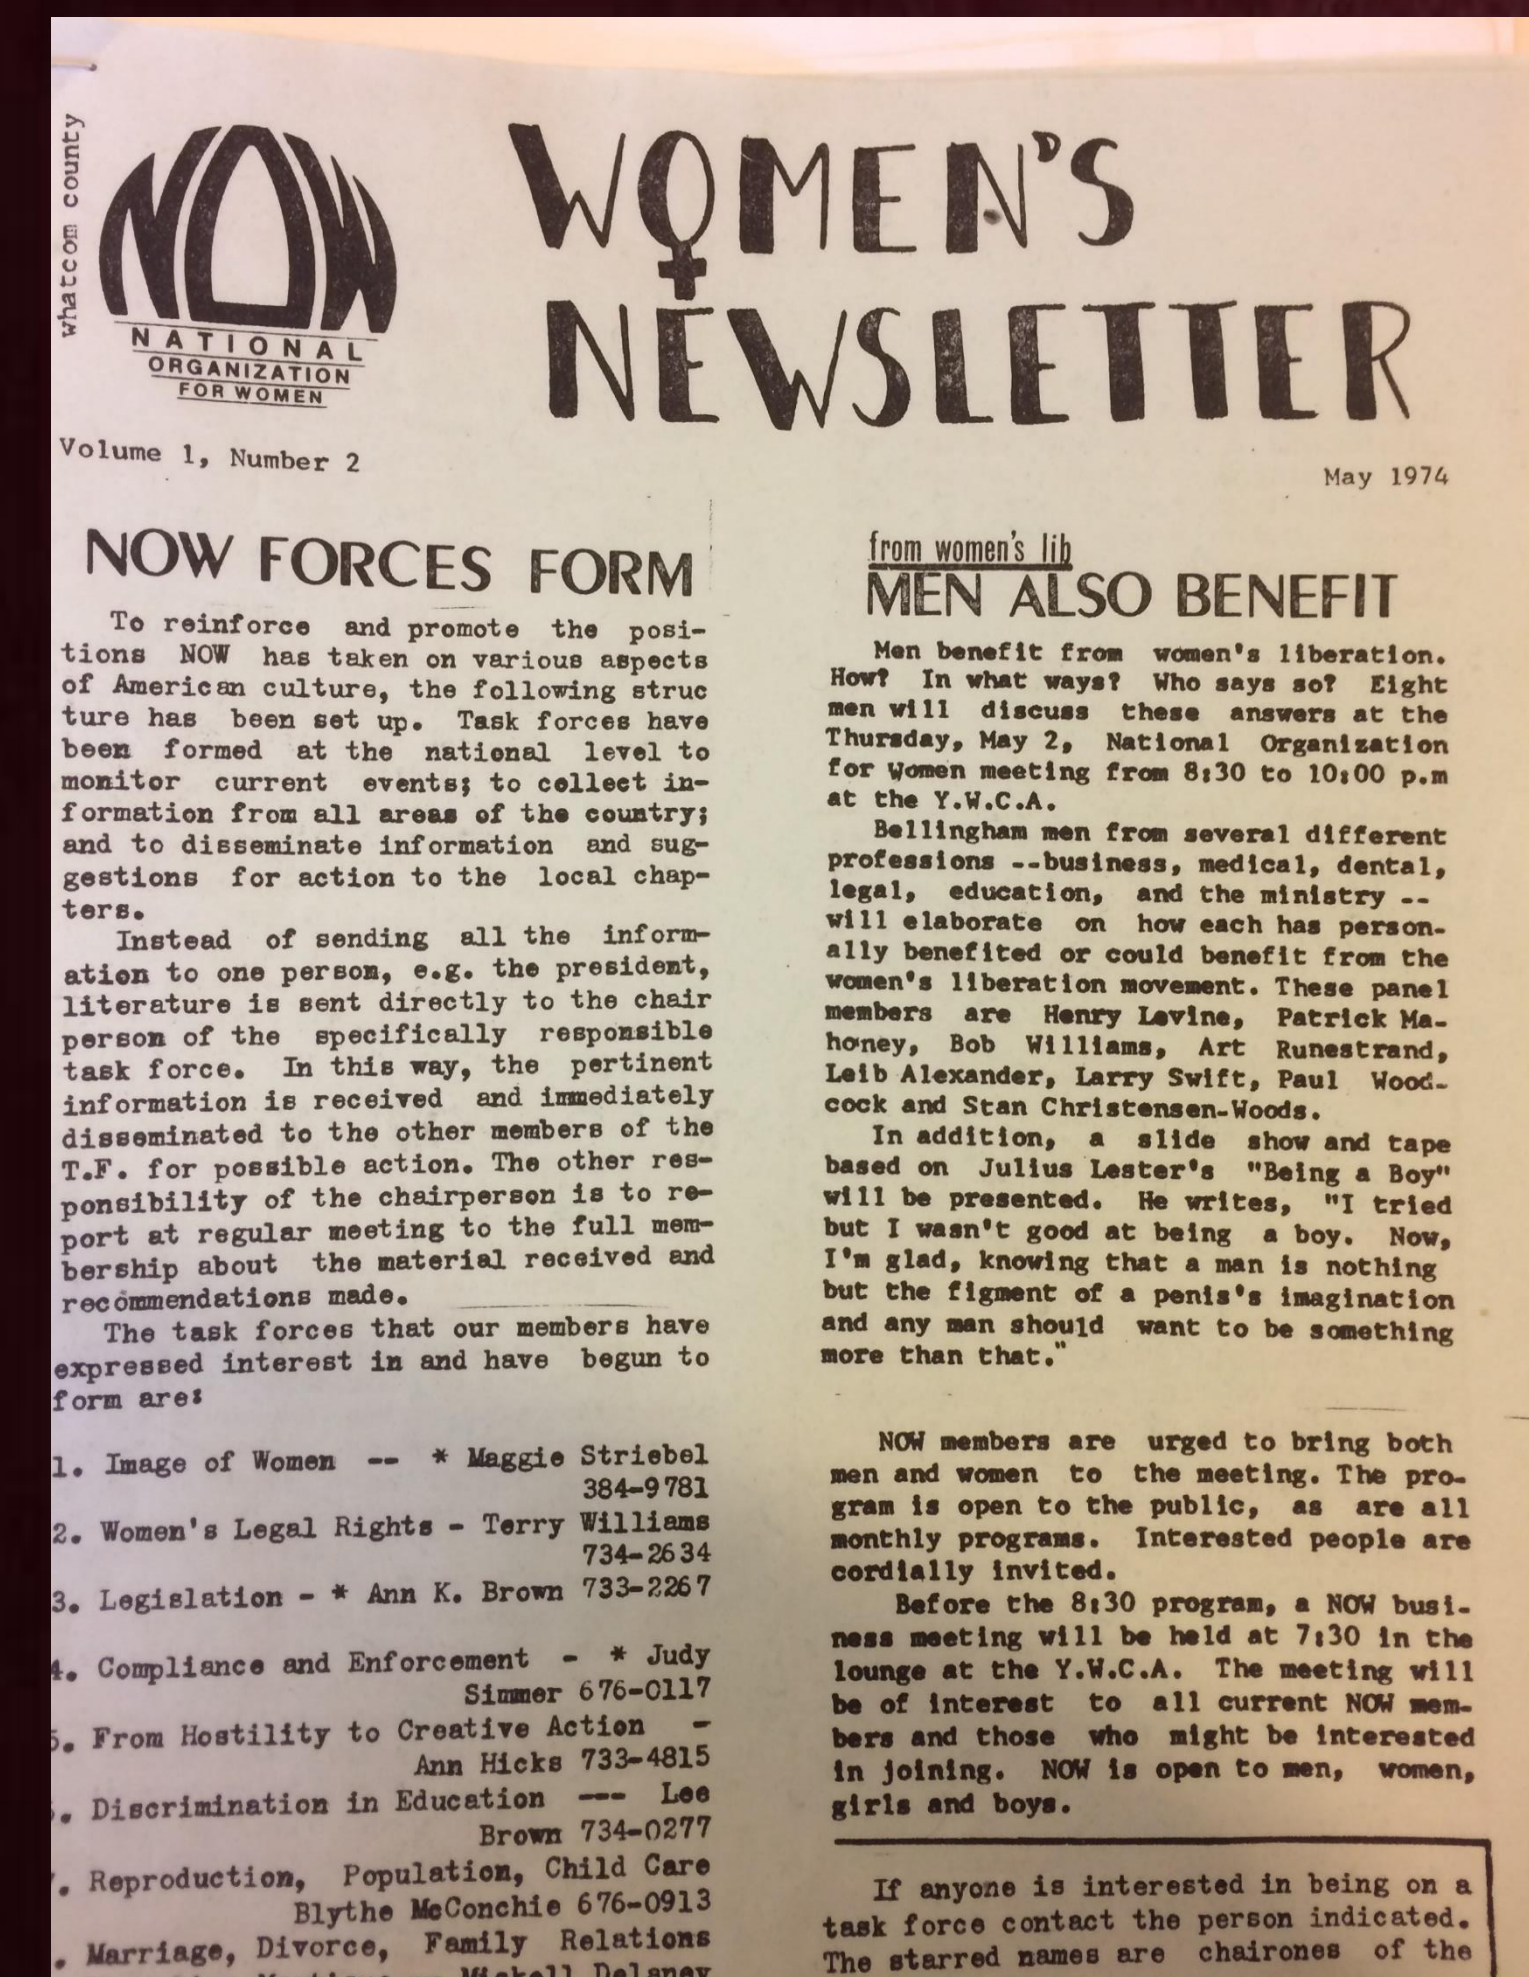 whatcom county
NOW
NATIONAL
ORGANIZATION
FOR WOMEN
WOMEN'S
NEWSLETTER
Volume 1, Number 2
May 1974
NOW FORCES FORM
To reinforce and promote the posi-
tions NOW has taken on various aspects
of American culture, the following struc
ture has been set up. Task forces have
been formed at the national level to
monitor current events; to collect in-
formation from all areas of the country;
and to disseminate information and sug-
gestions for action to the local chap-
ters.
Instead of sending all the inform-
ation to one person, e.g. the president,
literature is sent directly to the chair
person of the specifically responsible
task force. In this way, the pertinent
information is received and immediately
disseminated to the other members of the
T.F. for possible action. The other res-
ponsibility of the chairperson is to re-
port at regular meeting to the full mem-
bership about the material received and
recommendations made.
The task forces that our members have
expressed interest in and have begun to
form are:
1. Image of Women -- * Maggie Striebel
384-9781
2. Women's Legal Rights - Terry Williams
734-2634
3. Legislation - * Ann K. Brown 733-2267
4. Compliance and Enforcement - * Judy
Simmer 676-0117
5. From Hostility to Creative Action -
Ann Hicks 733-4815
. Discrimination in Education --- Lee
Brown 734-0277
. Reproduction, Population, Child Care
Blythe McConchie 676-0913
. Marriage, Divorce, Family Relations
Delaney
from women's lib
MEN ALSO BENEFIT
Men benefit from women's liberation.
How? In what ways? Who says so? Eight
men will discuss these answers at the
Thursday, May 2, National Organization
for Women meeting from 8:30 to 10:00 p.m
at the Y.W.C.A.
Bellingham men from several different
professions --business, medical, dental,
legal, education, and the ministry --
will elaborate on how each has person-
ally benefited or could benefit from the
women's liberation movement. These panel
members are Henry Levine, Patrick Ma-
honey, Bob Williams, Art Runestrand,
Leib Alexander, Larry Swift, Paul Wood-
cock and Stan Christensen-Woods.
In addition, a slide show and tape
based on Julius Lester's "Being a Boy"
will be presented. He writes, "I tried
but I wasn't good at being a boy. Now,
I'm glad, knowing that a man is nothing
but the figment of a penis's imagination
and any man should want to be something
more than that."
NOW members are urged to bring both
men and women to the meeting. The pro-
gram is open to the public, as are all
monthly programs. Interested people are
cordially invited.
Before the 8:30 program, a NOW busi-
ness meeting will be held at 7:30 in the
lounge at the Y.W.C.A. The meeting will
be of interest to all current NOW mem-
bers and those who might be interested
in joining. NOW is open to men, women,
girls and boys.
If anyone is interested in being on a
task force contact the person indicated.
The starred names are chairones of the